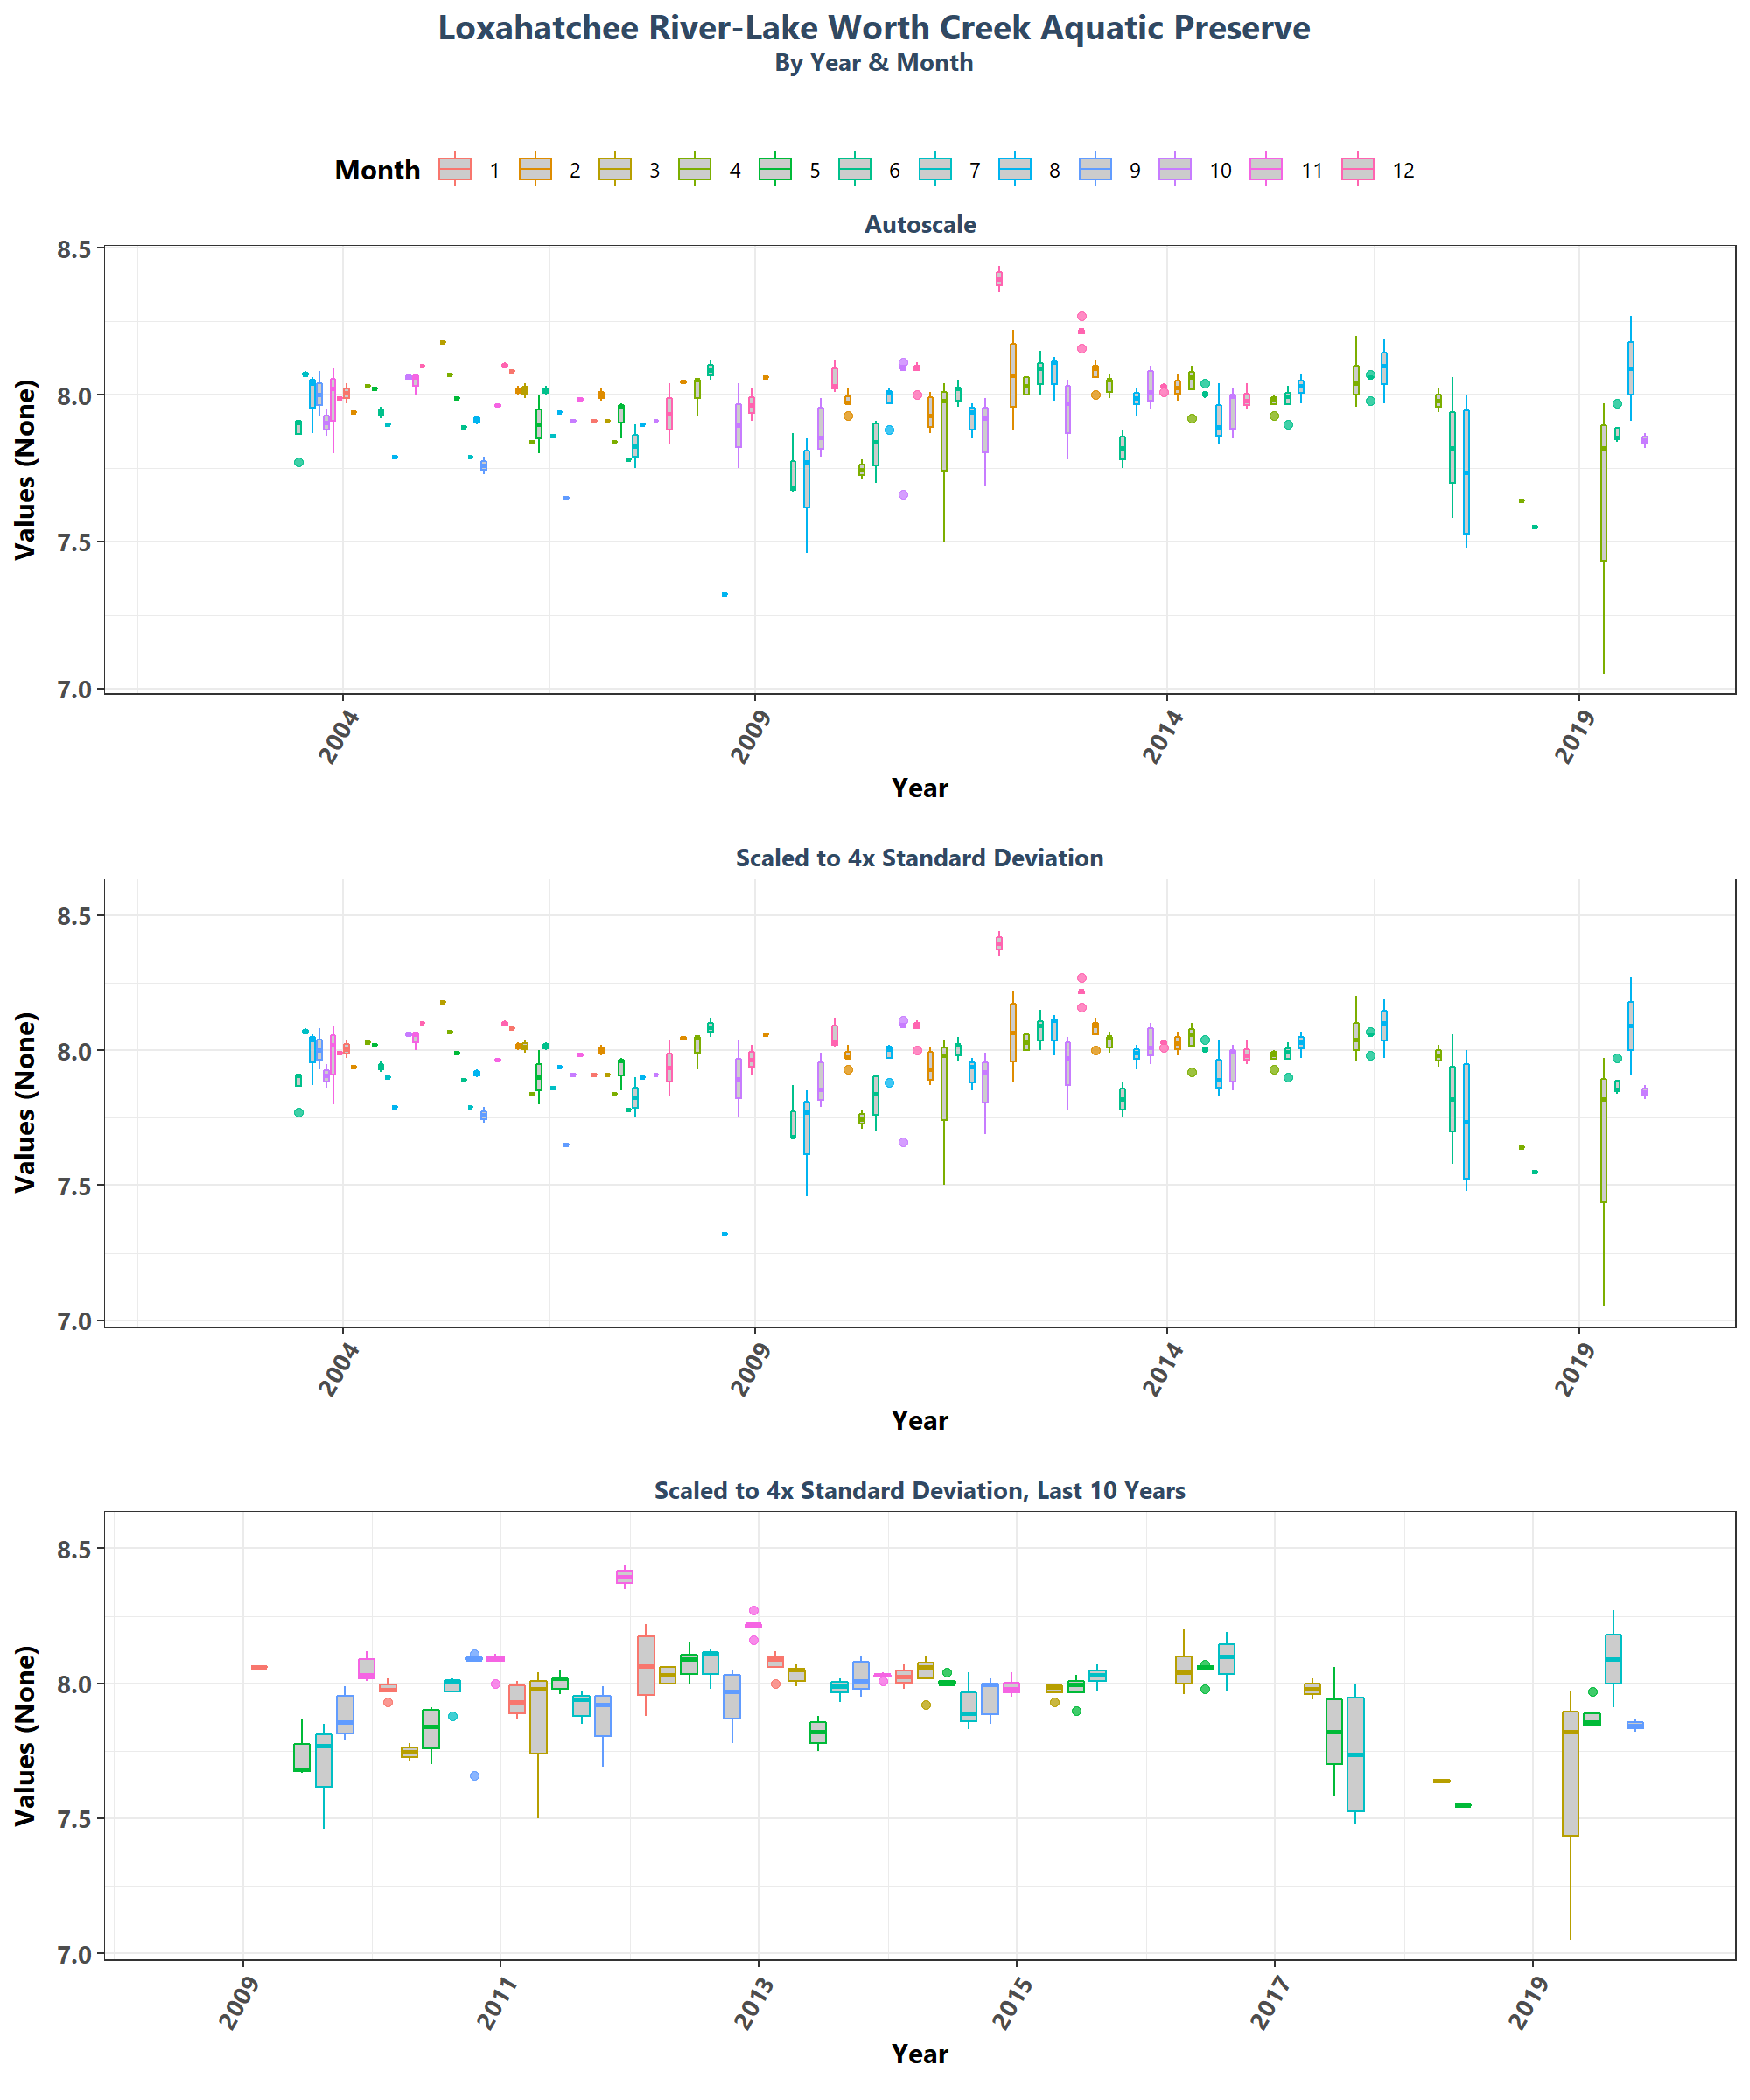 Loxahatchee River-Lake Worth Creek Aquatic Preserve
By Year & Month
Month 1 2 3 4 5 6 7 8 9 10 11 12
Autoscale
8.5
8.0
7.5
7.0
Values (None)
2004 2009 2014 2019
Year
Scaled to 4x Standard Deviation
8.5
8.0
7.5
7.0
Values (None)
2004 2009 2014 2019
Year
Scaled to 4x Standard Deviation, Last 10 Years
8.5
8.0
7.5
7.0
Values (None)
2009 2011 2013 2015 2017 2019
Year